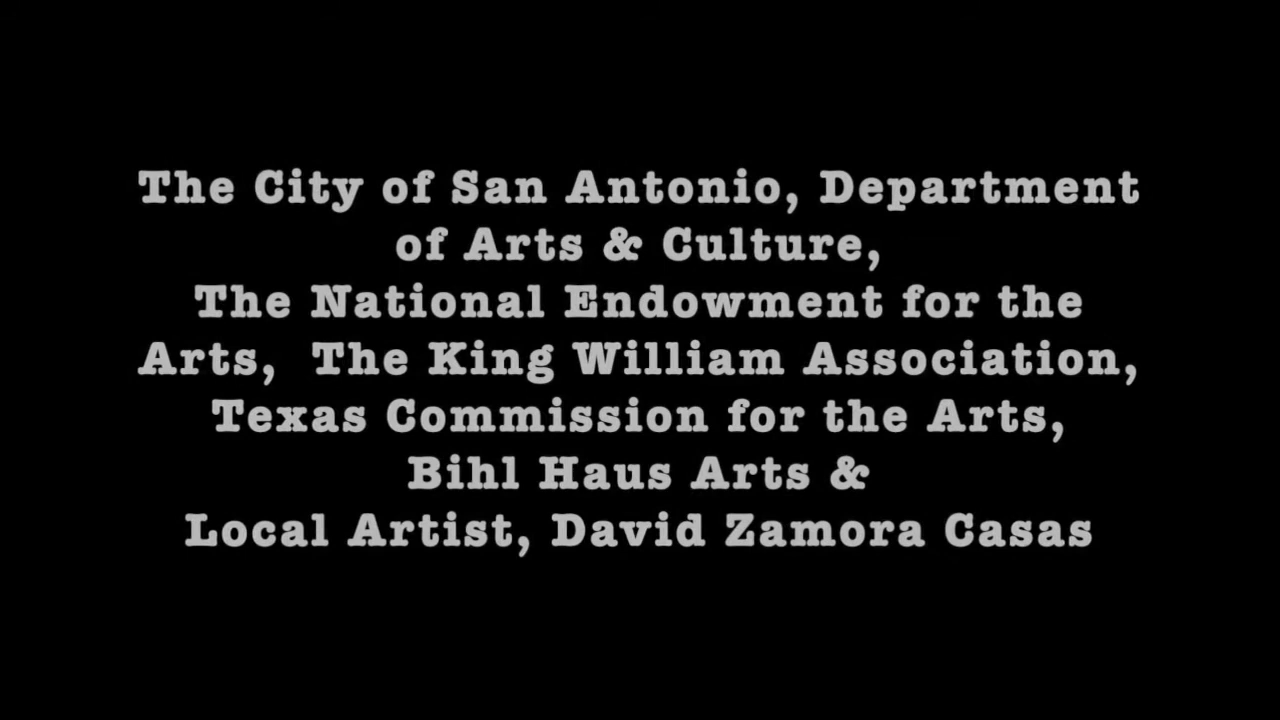 The City of San Antonio, Department
of Arts & Culture,
The National Endowment for the
Arts,  The King William Association,
Texas Commission for the Arts,
Bihl Haus Arts &
Local Artist, David Zamora Casas